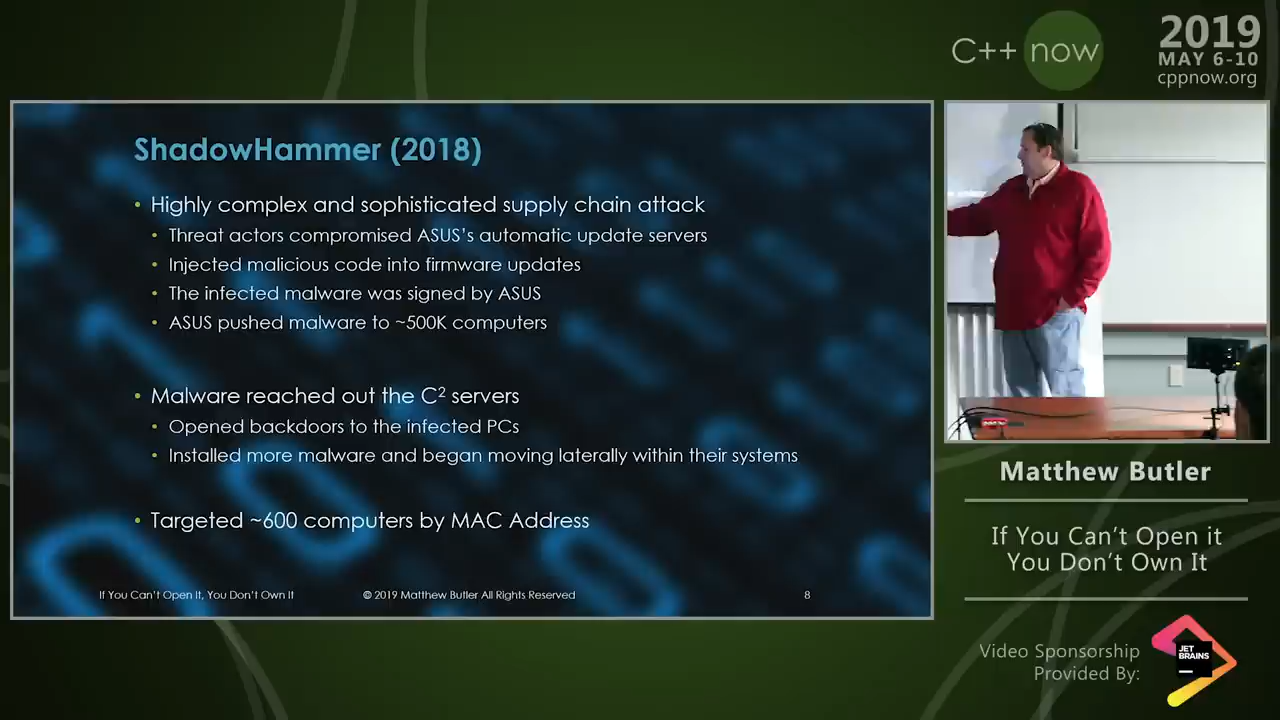 C++ now
2019
MAY 6-10
cppnow.org
ShadowHammer (2018)
• Highly complex and sophisticated supply chain attack
• Threat actors compromised ASUS's automatic update servers
• Injected malicious code into firmware updates
• The infected malware was signed by ASUS
• ASUS pushed malware to ~500K computers
• Malware reached out the C² servers
• Opened backdoors to the infected PCs
• Installed more malware and began moving laterally within their systems
• Targeted ~600 computers by MAC Address
If You Can't Open It, You Don't Own It
© 2019 Matthew Butler All Rights Reserved
8
Matthew Butler
If You Can't Open it
You Don't Own It
Video Sponsorship
Provided By:
JET
BRAINS